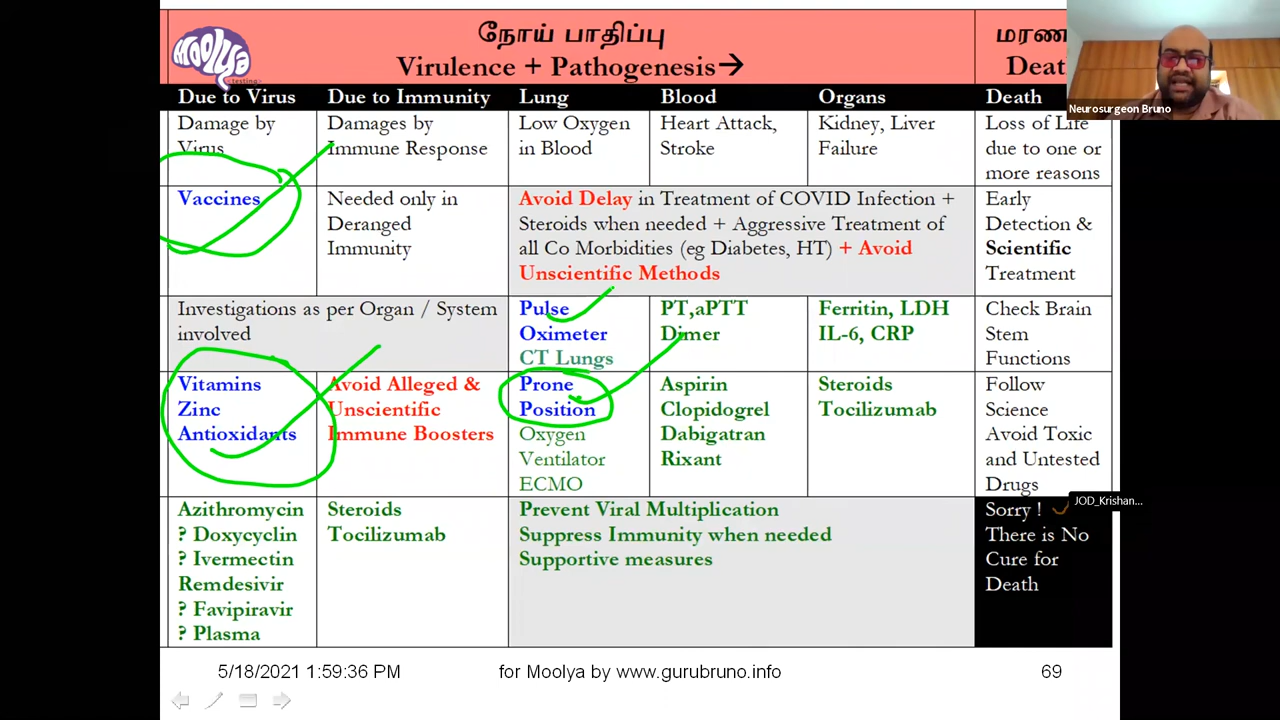 Moolya
testing
நோய் பாதிப்பு
Virulence + Pathogenesis→
மரண
Death
Neurosurgeon Bruno
Due to Virus
Due to Immunity
Lung
Blood
Organs
Death
Damage by
Virus
Damages by
Immune Response
Low Oxygen
in Blood
Heart Attack,
Stroke
Kidney, Liver
Failure
Loss of Life
due to one or
more reasons
Vaccines
Needed only in
Deranged
Immunity
Avoid Delay in Treatment of COVID Infection +
Steroids when needed + Aggressive Treatment of
all Co Morbidities (eg Diabetes, HT) + Avoid
Unscientific Methods
Early
Detection &
Scientific
Treatment
Investigations as per Organ / System
involved
Pulse
Oximeter
CT Lungs
PT,aPTT
Dimer
Ferritin, LDH
IL-6, CRP
Check Brain
Stem
Functions
Vitamins
Zinc
Antioxidants
Avoid Alleged &
Unscientific
Immune Boosters
Prone
Position
Oxygen
Ventilator
ECMO
Aspirin
Clopidogrel
Dabigatran
Rixant
Steroids
Tocilizumab
Follow
Science
Avoid Toxic
and Untested
Drugs
JOD_Krishan...
Azithromycin
? Doxycyclin
? Ivermectin
Remdesivir
? Favipiravir
? Plasma
Steroids
Tocilizumab
Prevent Viral Multiplication
Suppress Immunity when needed
Supportive measures
Sorry !
There is No
Cure for
Death
5/18/2021 1:59:36 PM
for Moolya by www.gurubruno.info
69